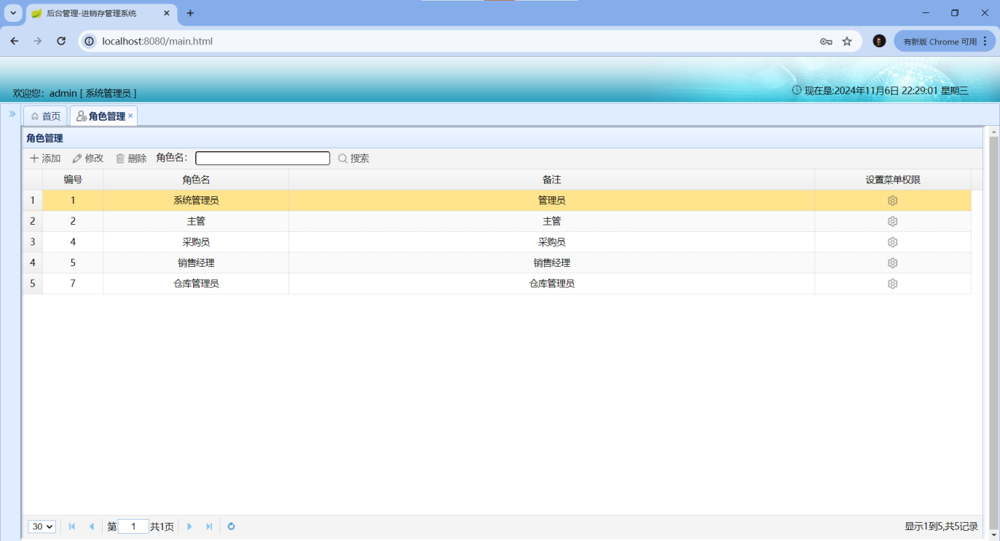 后台管理-进销存管理系统
localhost:8080/main.html
有新版 Chrome 可用
欢迎您：admin [ 系统管理员 ]
现在是:2024年11月6日 22:29:01 星期三
首页 角色管理
角色管理
添加 修改 删除 角色名： 搜索
编号 角色名 备注 设置菜单权限
1 1 系统管理员 管理员
2 2 主管 主管
3 4 采购员 采购员
4 5 销售经理 销售经理
5 7 仓库管理员 仓库管理员
30 第 1 共1页 显示1到5,共5记录